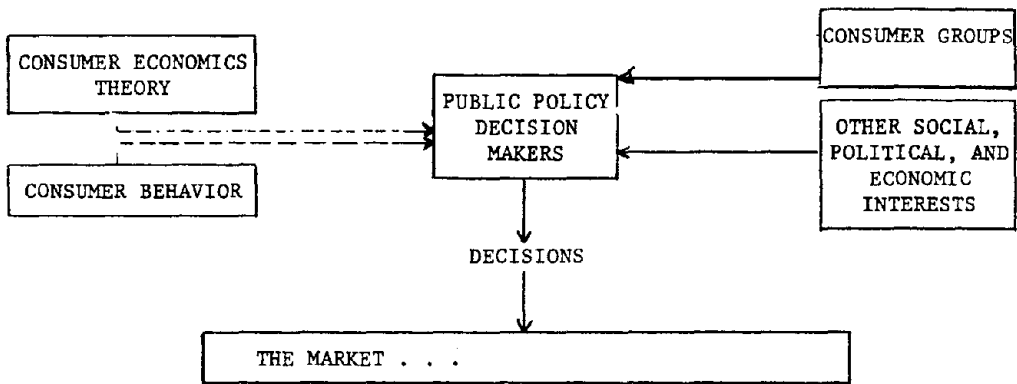 CONSUMER ECONOMICS
THEORY
CONSUMER BEHAVIOR
PUBLIC POLICY
DECISION
MAKERS
CONSUMER GROUPS
OTHER SOCIAL,
POLITICAL, AND
ECONOMIC
INTERESTS
DECISIONS
THE MARKET . . .